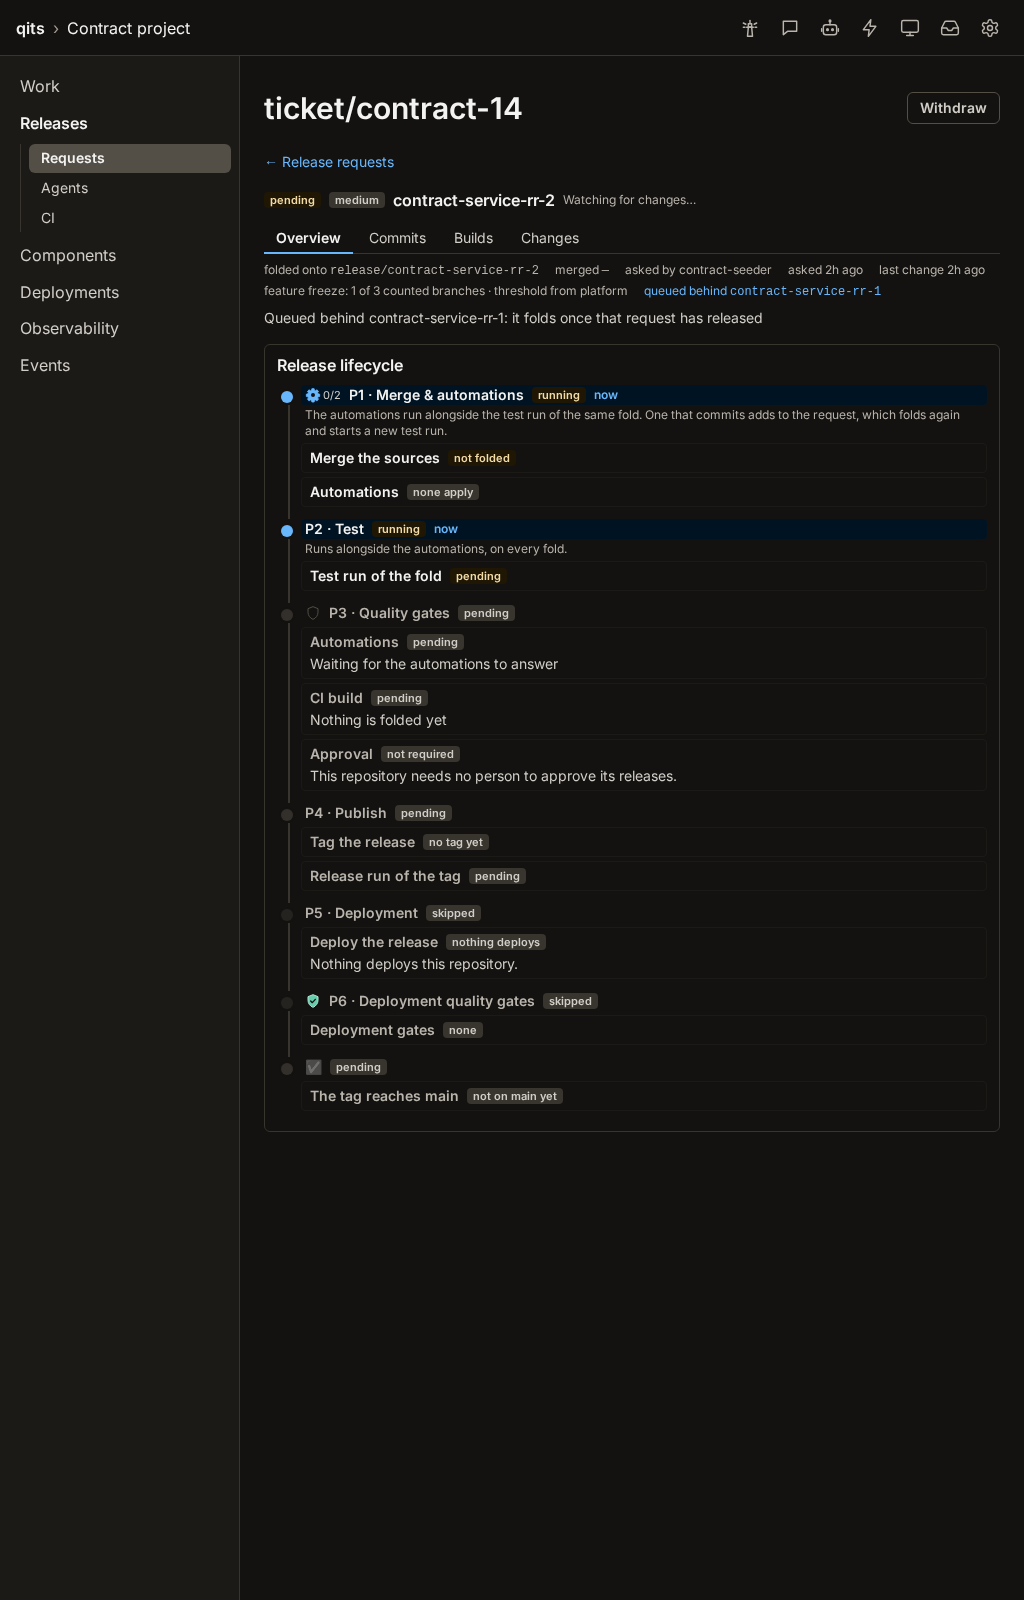 qits › Contract project
Work
Releases
Requests
Agents
CI
Components
Deployments
Observability
Events
ticket/contract-14
Withdraw
← Release requests
pending medium contract-service-rr-2 Watching for changes…
Overview Commits Builds Changes
folded onto release/contract-service-rr-2 merged — asked by contract-seeder asked 2h ago last change 2h ago
feature freeze: 1 of 3 counted branches · threshold from platform queued behind contract-service-rr-1
Queued behind contract-service-rr-1: it folds once that request has released
Release lifecycle
0/2 P1 · Merge & automations running now
The automations run alongside the test run of the same fold. One that commits adds to the request, which folds again
and starts a new test run.
Merge the sources not folded
Automations none apply
P2 · Test running now
Runs alongside the automations, on every fold.
Test run of the fold pending
P3 · Quality gates pending
Automations pending
Waiting for the automations to answer
CI build pending
Nothing is folded yet
Approval not required
This repository needs no person to approve its releases.
P4 · Publish pending
Tag the release no tag yet
Release run of the tag pending
P5 · Deployment skipped
Deploy the release nothing deploys
Nothing deploys this repository.
P6 · Deployment quality gates skipped
Deployment gates none
pending
The tag reaches main not on main yet